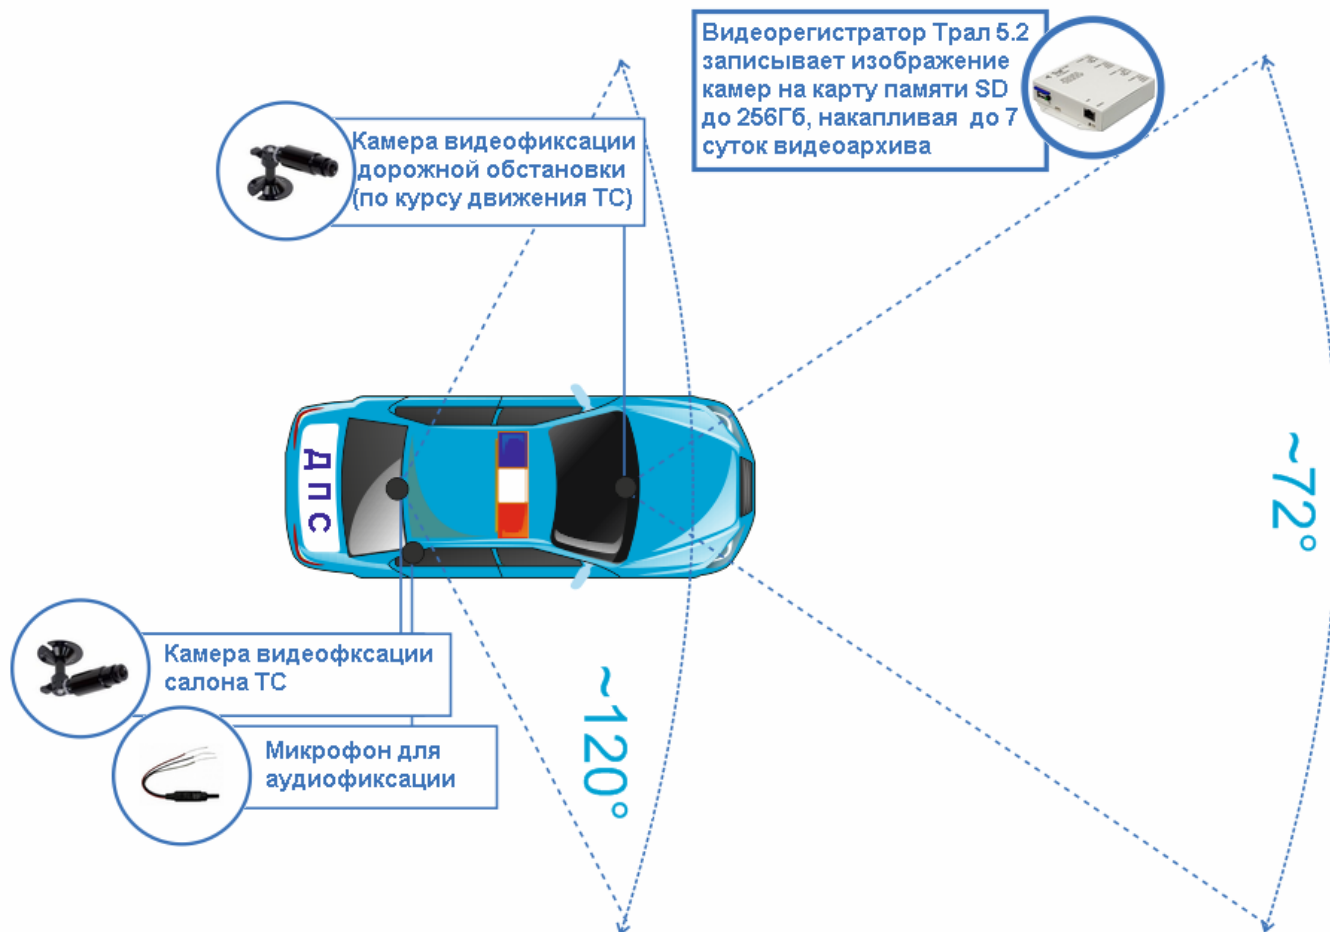 Видеорегистратор Трал 5.2
записывает изображение
камер на карту памяти SD
до 256Гб, накапливая до 7
суток видеоархива
Камера видеофиксации
дорожной обстановки
(по курсу движения ТС)
ДПС
~72°
Камера видеофксации
салона ТС
~120°
Микрофон для
аудиофиксации